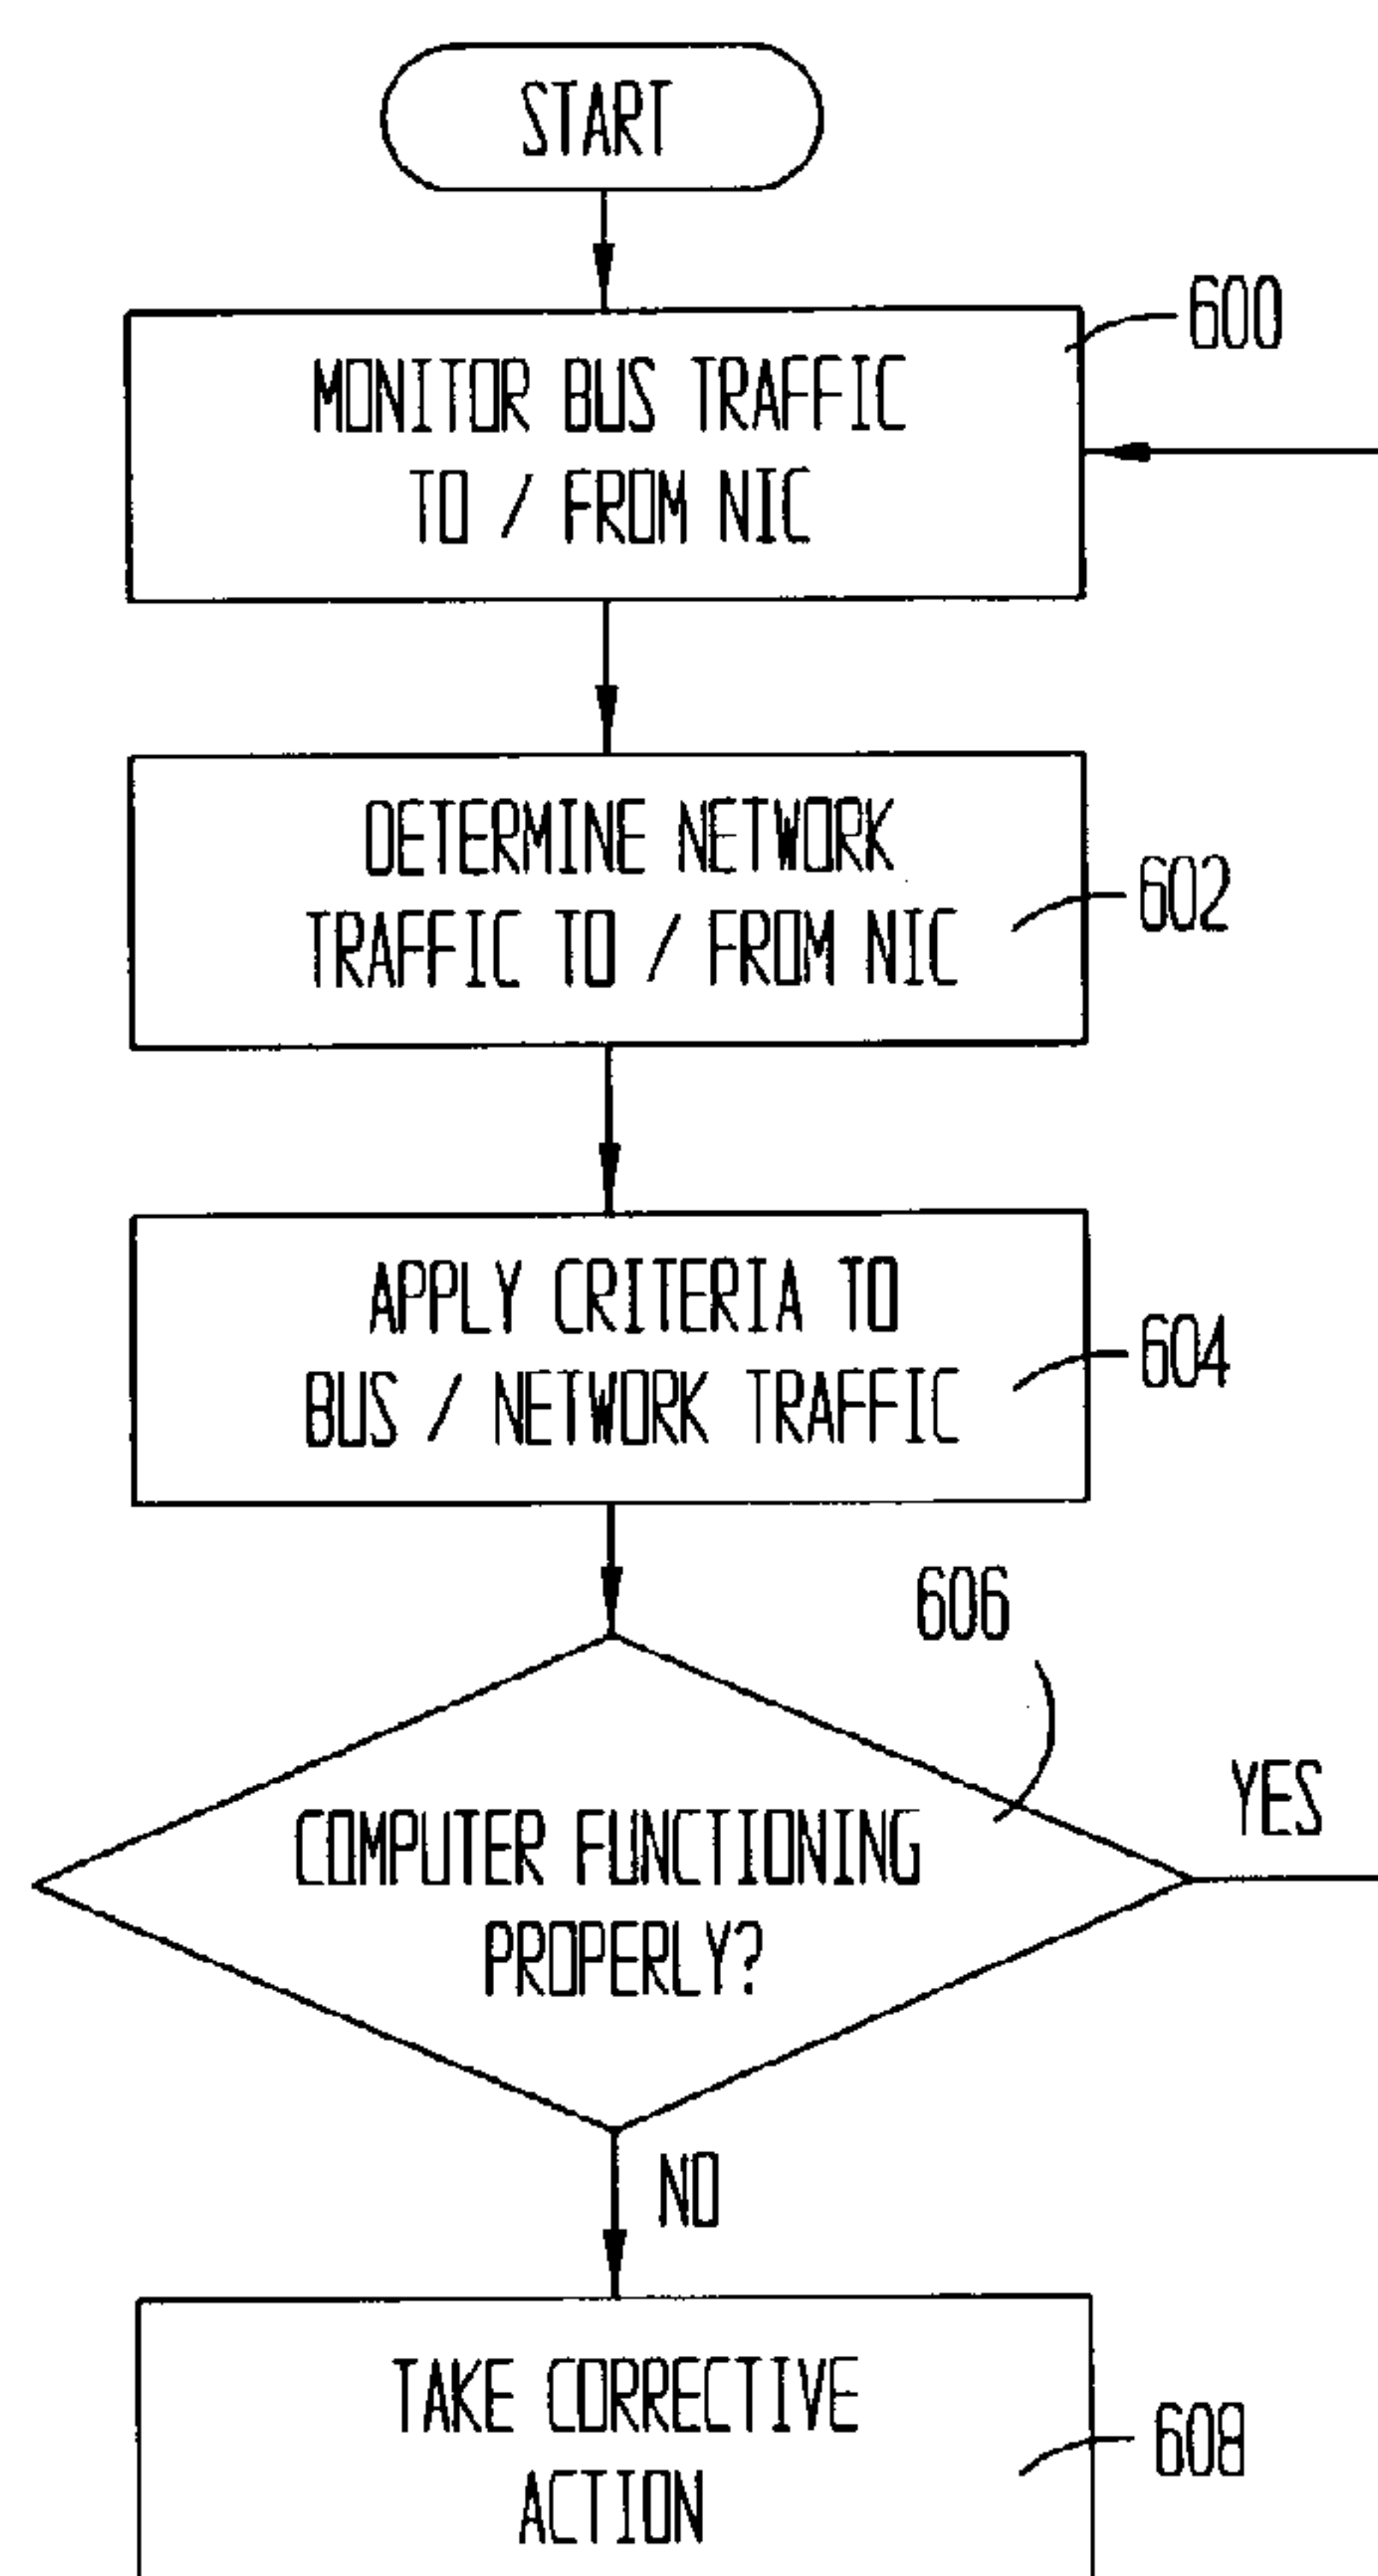 START
600
MONITOR BUS TRAFFIC
TO / FROM NIC
DETERMINE NETWORK
TRAFFIC TO / FROM NIC
602
APPLY CRITERIA TO
BUS / NETWORK TRAFFIC
604
606
YES
COMPUTER FUNCTIONING
PROPERLY?
NO
TAKE CORRECTIVE
ACTION
608